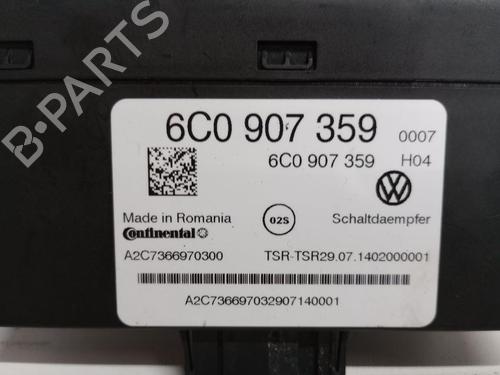 6C0 907 359 0007
6C0 907 359 H04
Made in Romania 02S Schaltdaempfer
Continental
A2C7366970300 TSR-TSR29.07.1402000001
A2C736697032907140001
B-PARTS